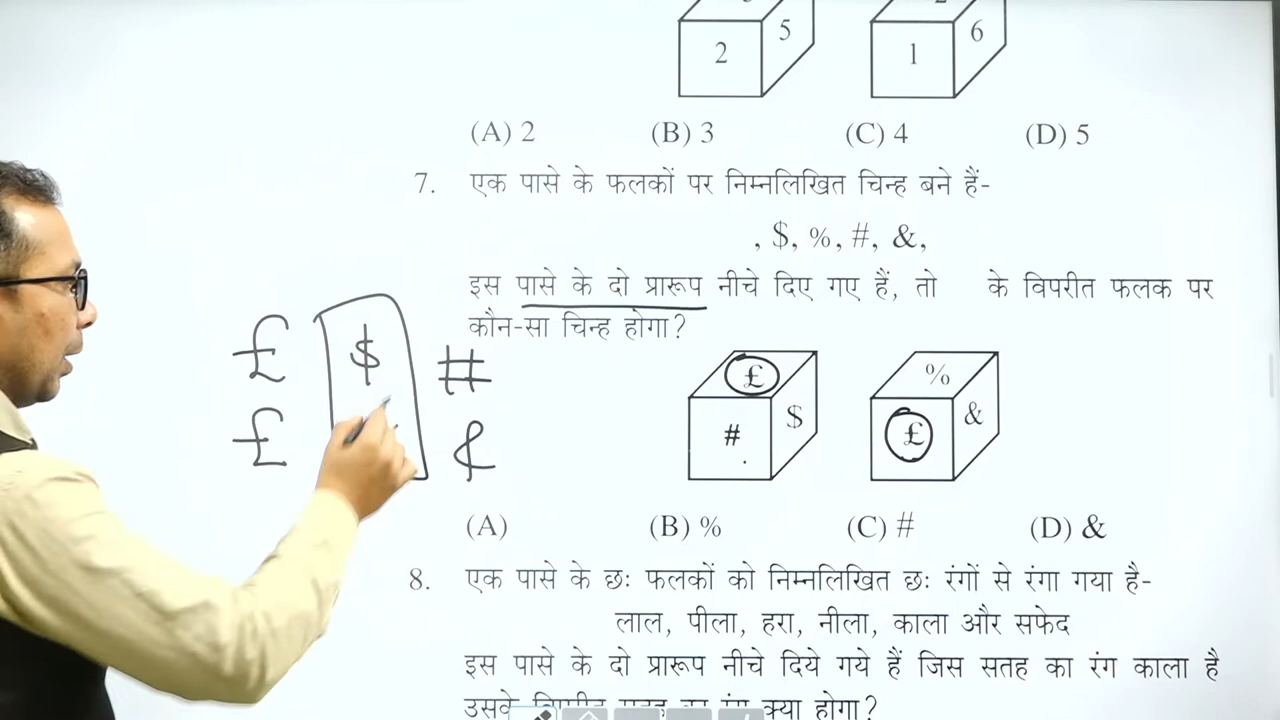 2 5 1 6
(A) 2 (B) 3 (C) 4 (D) 5
7. एक पासे के फलकों पर निम्नलिखित चिन्ह बने हैं-
, $, %, #, &,
इस पासे के दो प्रारूप नीचे दिए गए हैं, तो के विपरीत फलक पर
कौन-सा चिन्ह होगा?
£ $ #
£ &
£ # $
% £ &
(A) (B) % (C) # (D) &
8. एक पासे के छः फलकों को निम्नलिखित छः रंगों से रंगा गया है-
लाल, पीला, हरा, नीला, काला और सफेद
इस पासे के दो प्रारूप नीचे दिये गये हैं जिस सतह का रंग काला है
उसके क्या होगा?